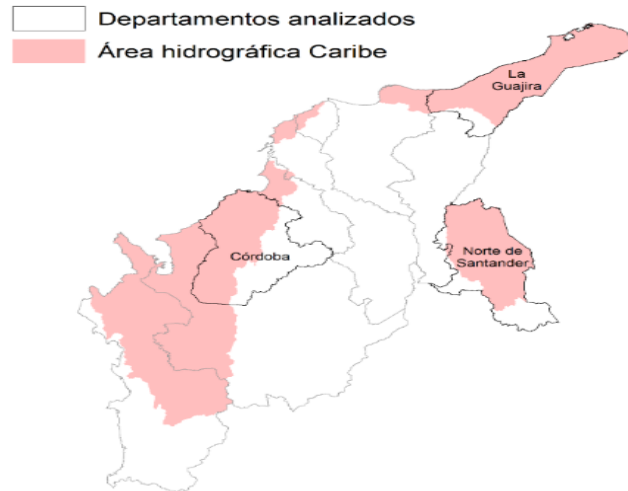 Departamentos analizados
Área hidrográfica Caribe
La
Guajira
Córdoba
Norte de
Santander